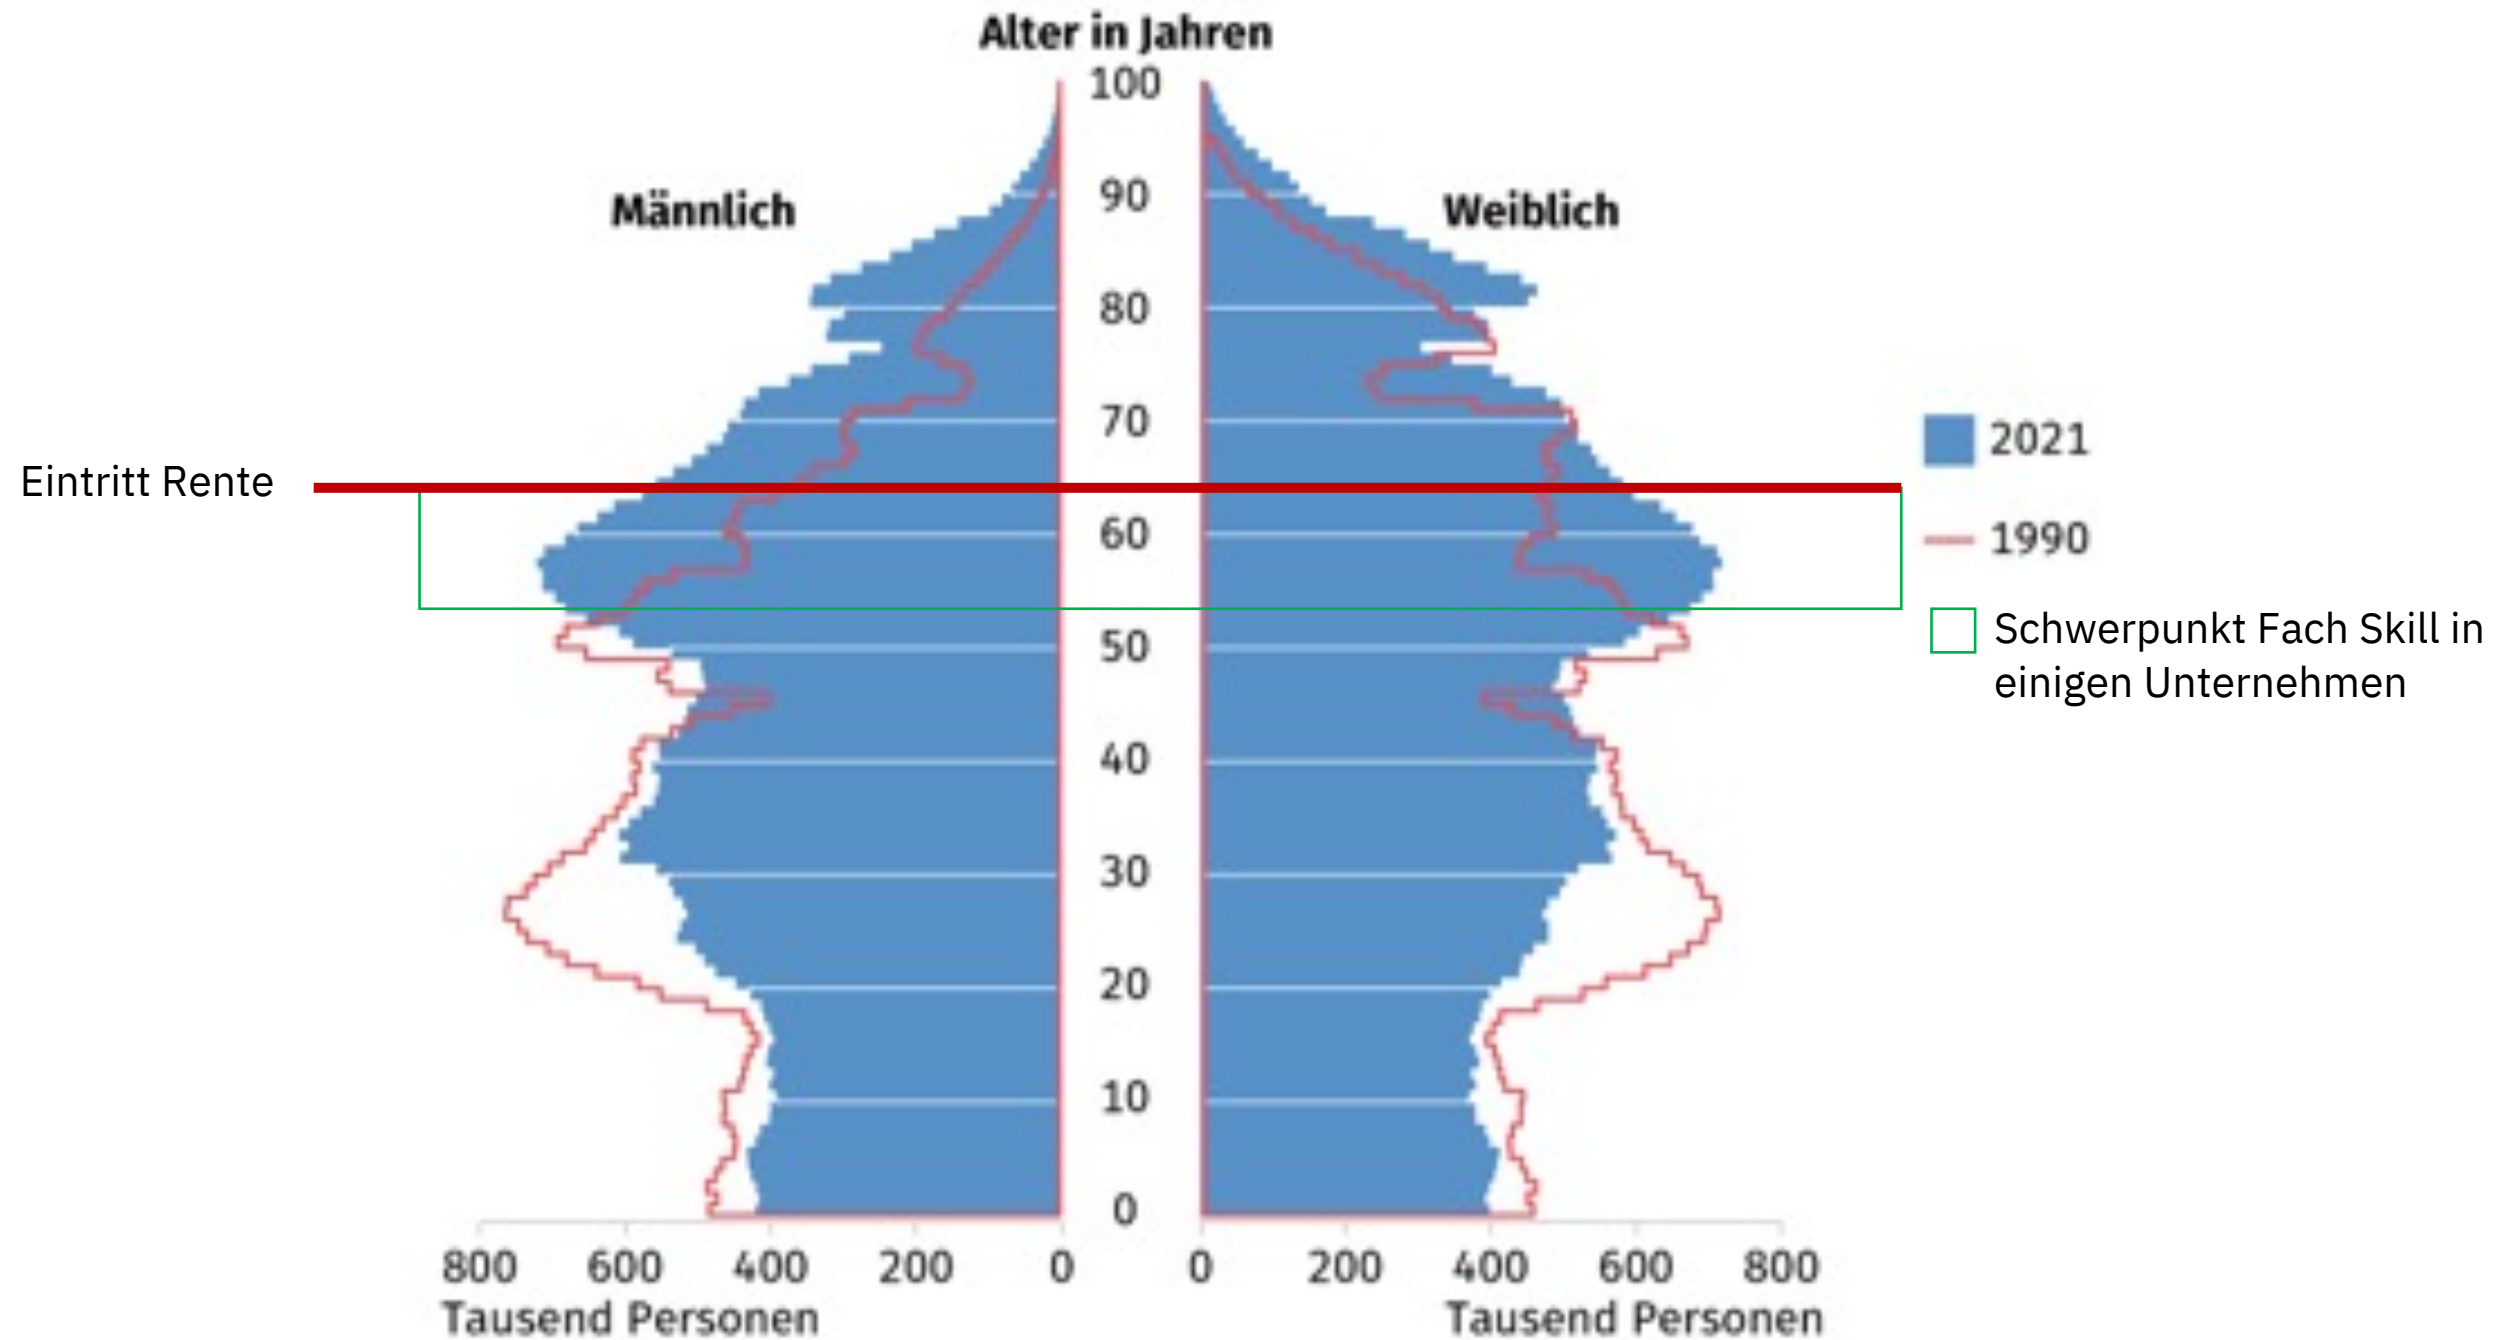 Alter in Jahren
100
90
Männlich
Weiblich
80
70
2021
Eintritt Rente
60
1990
50
Schwerpunkt Fach Skill in
einigen Unternehmen
40
30
20
10
0
800 600 400 200 0 0 200 400 600 800
Tausend Personen
Tausend Personen